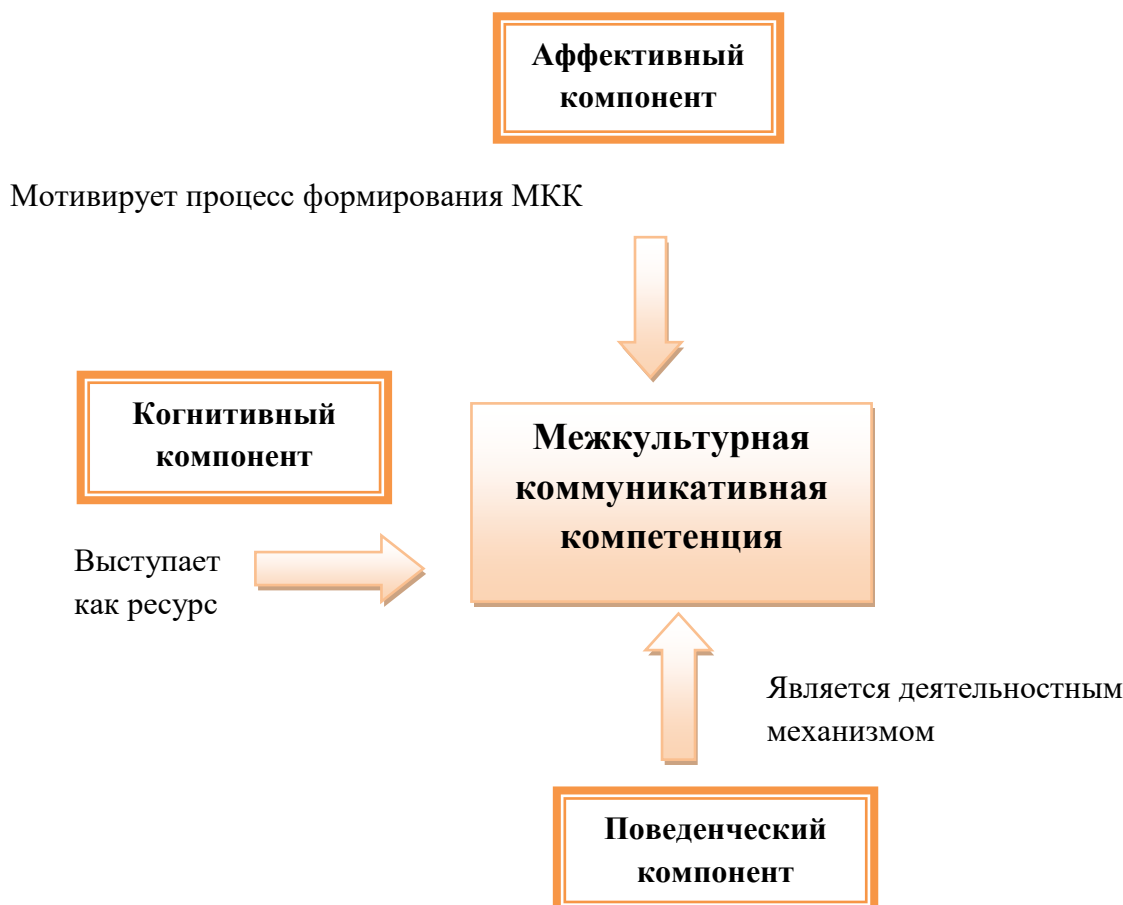 Аффективный
компонент
Мотивирует процесс формирования МКК
Когнитивный
компонент
Межкультурная
коммуникативная
компетенция
Выступает
как ресурс
Является деятельностным
механизмом
Поведенческий
компонент